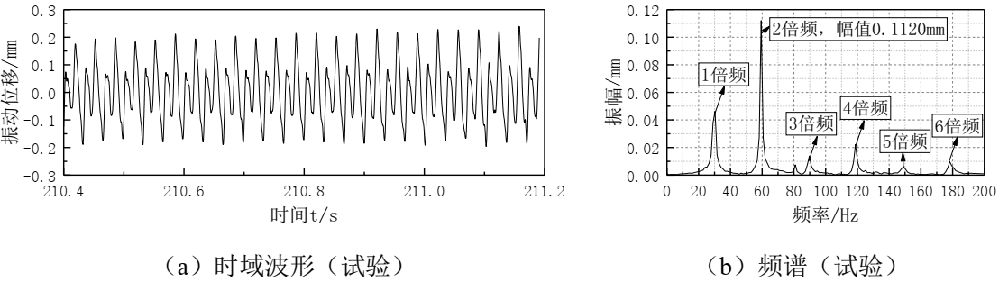 0.3
0.2
0.1
0.0
-0.1
-0.2
-0.3
振动位移/mm
210.4 210.6 210.8 211.0 211.2
时间t/s
（a）时域波形（试验）
0.12
0.10
0.08
0.06
0.04
0.02
0.00
振幅/mm
2倍频，幅值0.1120mm
1倍频
3倍频
4倍频
5倍频
6倍频
0 20 40 60 80 100 120 140 160 180 200
频率/Hz
（b）频谱（试验）